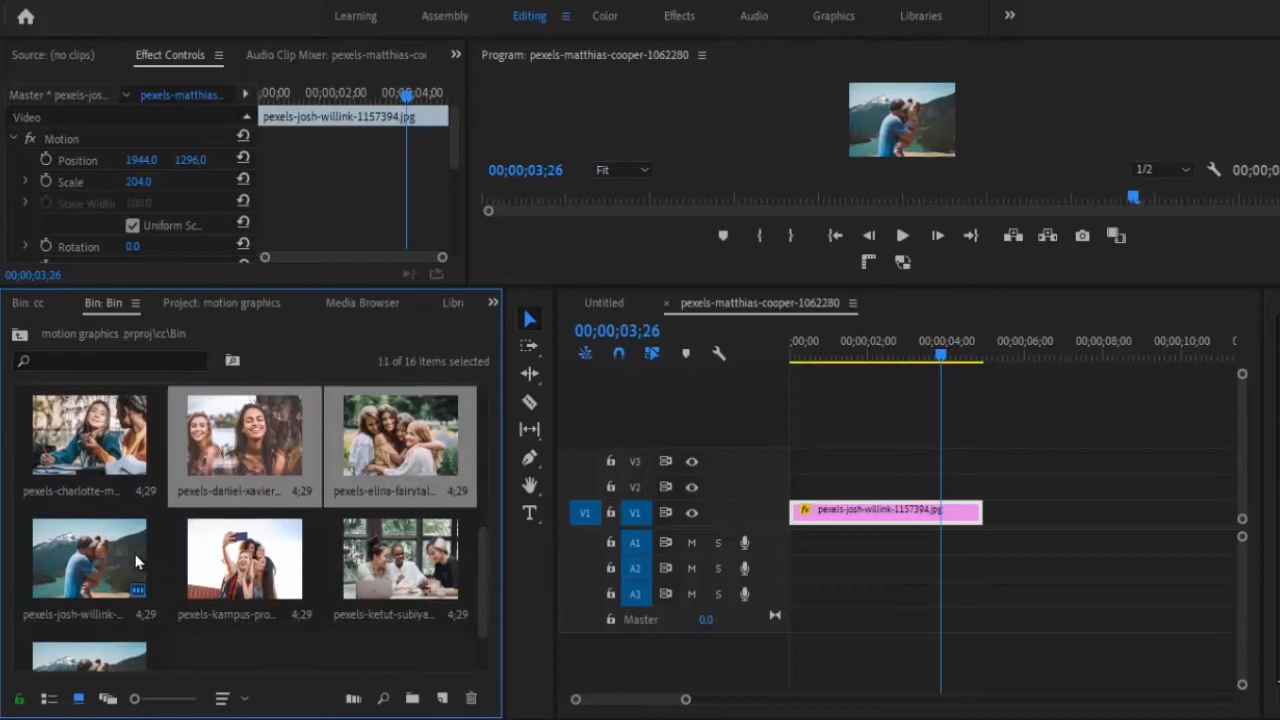 Learning Assembly Editing Color Effects Audio Graphics Libraries
Source: (no clips) Effect Controls Audio Clip Mixer: pexels-matthias-coo
Program: pexels-matthias-cooper-1062280
Master * pexels-jos... pexels-matthias...
;00;00 00;00;02;00 00;00;04;00
Video
pexels-josh-willink-1157394.jpg
fx Motion
Position 1944.0 1296.0
Scale 204.0
Scale Width 100.0
Uniform Sc...
Rotation 0.0
00;00;03;26
00;00;03;26 Fit 1/2 00;00;0
Bin: cc Bin: Bin Project: motion graphics Media Browser Libri
motion graphics .prproj\cc\Bin
11 of 16 items selected
pexels-charlotte-m... 4;29
pexels-daniel-xavier... 4;29
pexels-elina-fairytal... 4;29
pexels-josh-willink-... 4;29
pexels-kampus-pro... 4;29
pexels-ketut-subiya... 4;29
Untitled × pexels-matthias-cooper-1062280
00;00;03;26
;00;00 00;00;02;00 00;00;04;00 00;00;06;00 00;00;08;00 00;00;10;00
V3
V2
V1 V1
fx pexels-josh-willink-1157394.jpg
A1 M S
A2 M S
A3 M S
Master 0.0
T